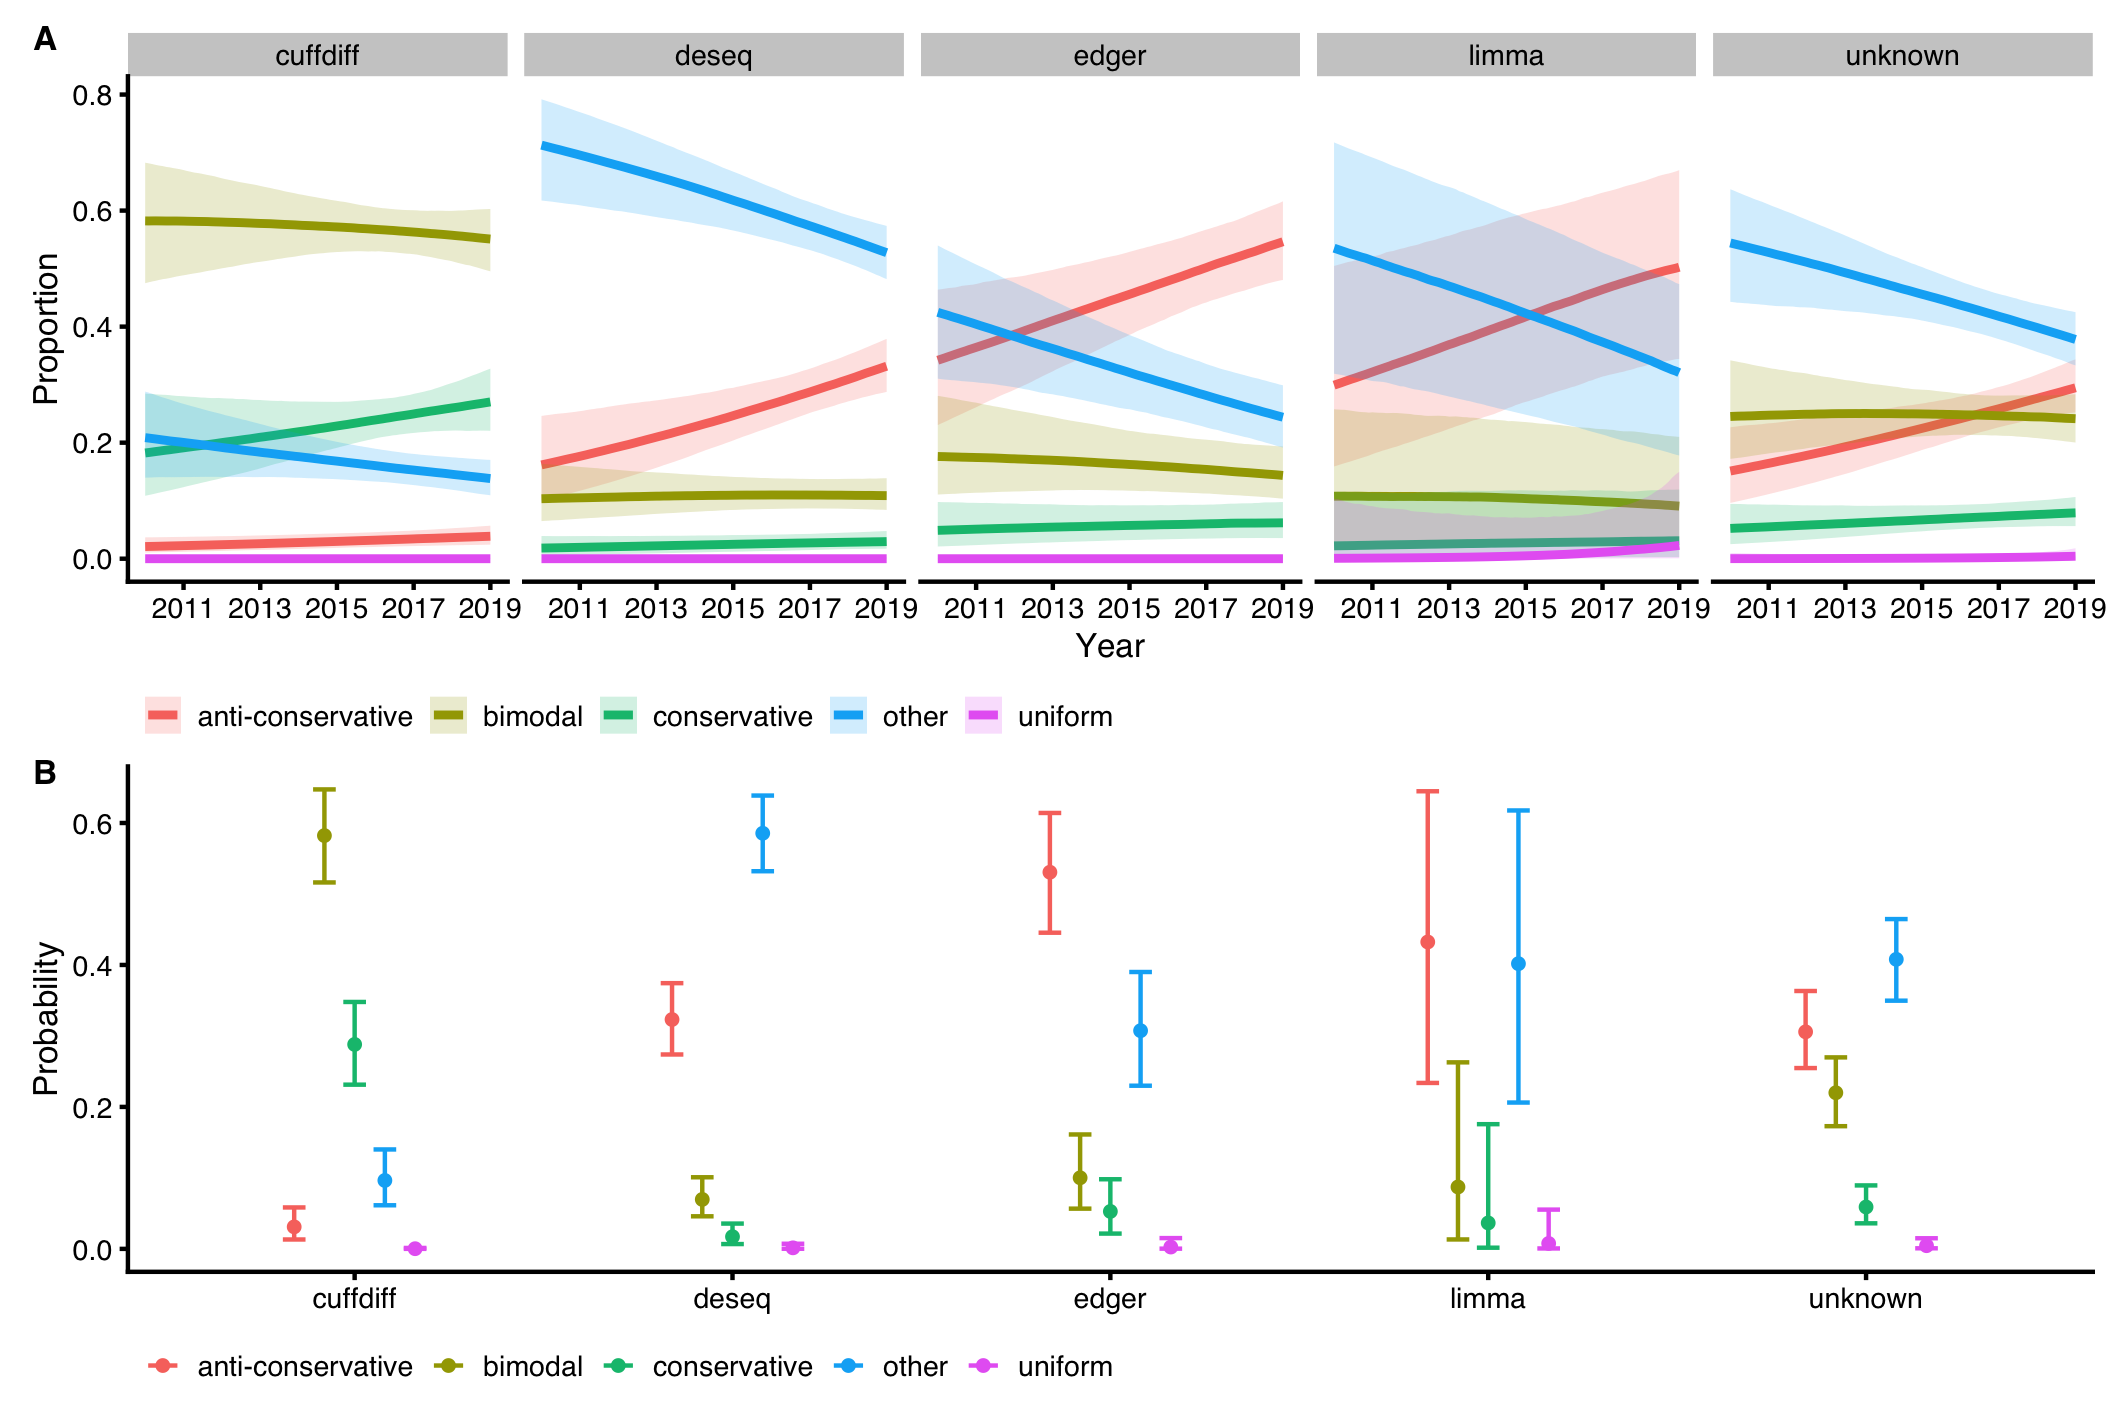 A
cuffdiff deseq edger limma unknown
0.8
0.6
0.4
0.2
0.0
Proportion
2011 2013 2015 2017 2019 2011 2013 2015 2017 2019 2011 2013 2015 2017 2019 2011 2013 2015 2017 2019 2011 2013 2015 2017 2019
Year
anti-conservative bimodal conservative other uniform
B
0.6
0.4
0.2
0.0
Probability
cuffdiff deseq edger limma unknown
anti-conservative bimodal conservative other uniform